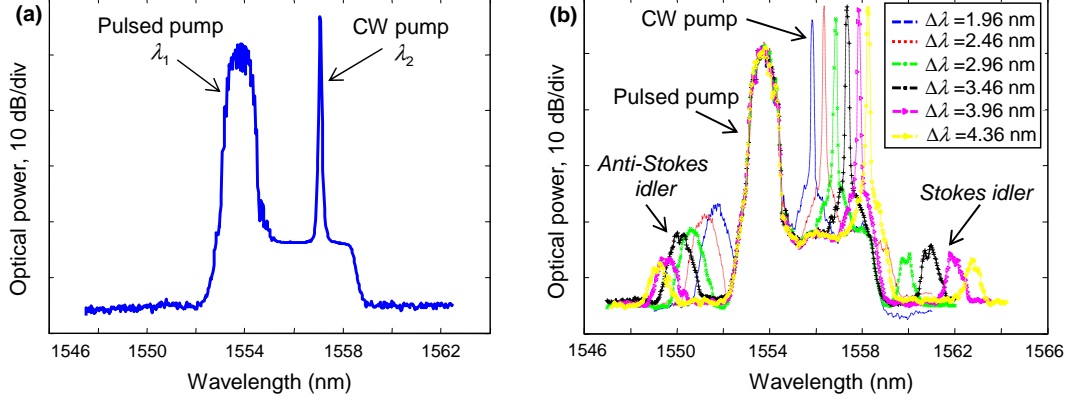 (a)
Pulsed pump
λ1
CW pump
λ2
Optical power, 10 dB/div
1546
1550
1554
1558
1562
Wavelength (nm)
(b)
CW pump
Pulsed pump
Anti-Stokes
idler
Stokes idler
Δλ=1.96 nm
Δλ=2.46 nm
Δλ=2.96 nm
Δλ=3.46 nm
Δλ=3.96 nm
Δλ=4.36 nm
Optical power, 10 dB/div
1546
1550
1554
1558
1562
1566
Wavelength (nm)